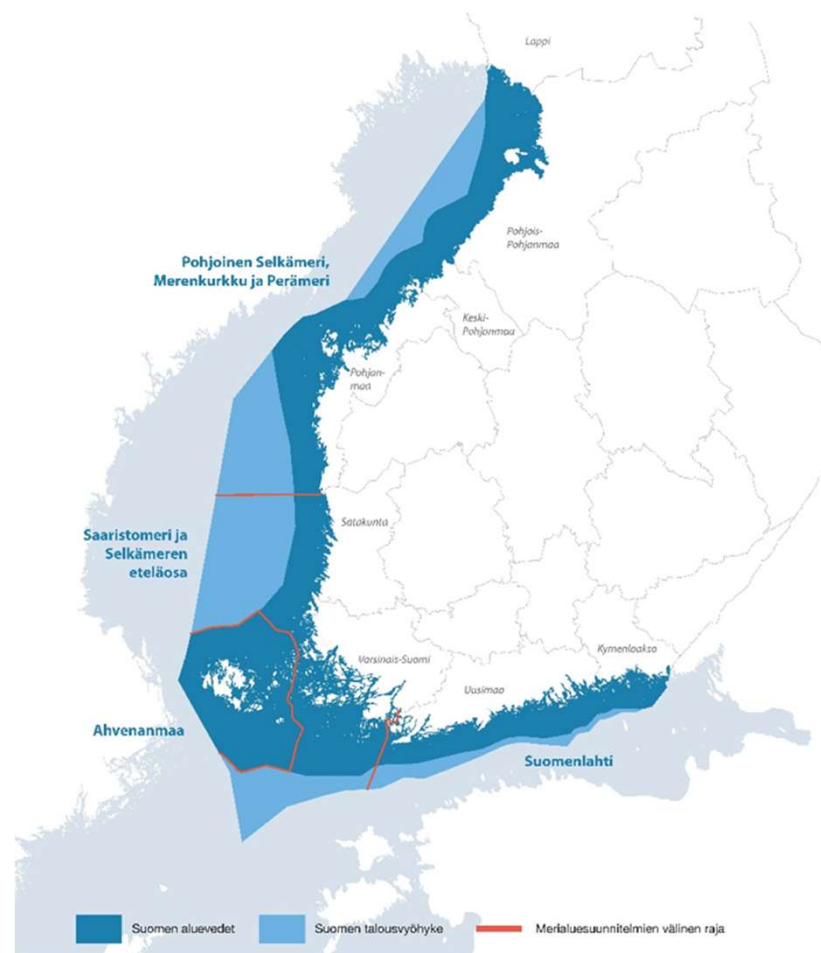 Lappi
Pohjois-
Pohjanmaa
Pohjoinen Selkämeri,
Merenkurkku ja Perämeri
Keski-
Pohjanmaa
Pohjan-
maa
Satakunta
Saaristomeri ja
Selkämeren
eteläosa
Varsinais-Suomi
Kymenlaakso
Uusimaa
Ahvenanmaa
Suomenlahti
Suomen aluevedet
Suomen talousvyöhyke
Merialuesuunnitelmien välinen raja